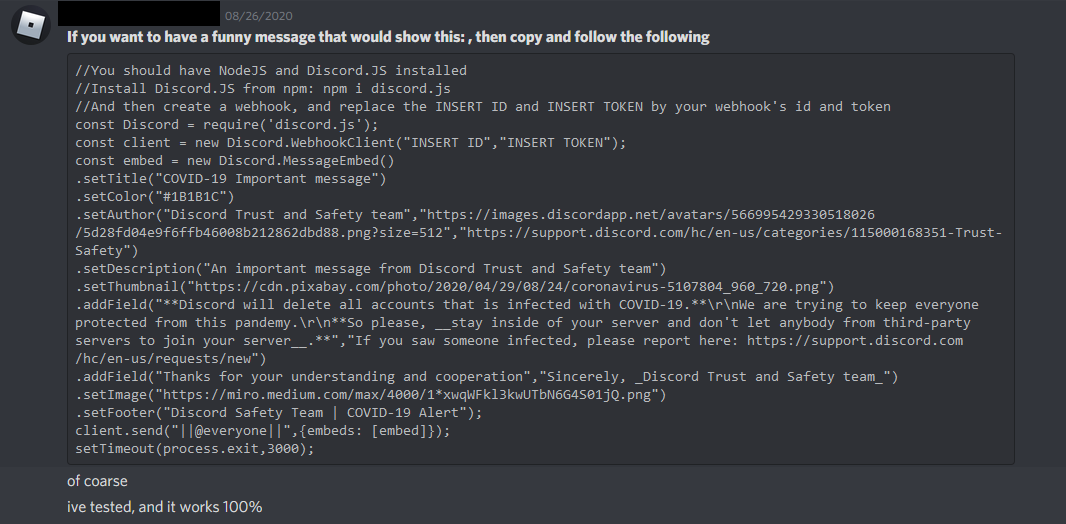 08/26/2020
If you want to have a funny message that would show this: , then copy and follow the following
//You should have NodeJS and Discord.JS installed
//Install Discord.JS from npm: npm i discord.js
//And then create a webhook, and replace the INSERT ID and INSERT TOKEN by your webhook's id and token
const Discord = require('discord.js');
const client = new Discord.WebhookClient("INSERT ID","INSERT TOKEN");
const embed = new Discord.MessageEmbed()
.setTitle("COVID-19 Important message")
.setColor("#1B1B1C")
.setAuthor("Discord Trust and Safety team","https://images.discordapp.net/avatars/566995429330518026
/5d28fd04e9f6ffb46008b212862dbd88.png?size=512","https://support.discord.com/hc/en-us/categories/115000168351-Trust-
Safety")
.setDescription("An important message from Discord Trust and Safety team")
.setThumbnail("https://cdn.pixabay.com/photo/2020/04/29/08/24/coronavirus-5107804_960_720.png")
.addField("**Discord will delete all accounts that is infected with COVID-19.**\r\nWe are trying to keep everyone
protected from this pandemy.\r\n**So please, __stay inside of your server and don't let anybody from third-party
servers to join your server__.**","If you saw someone infected, please report here: https://support.discord.com
/hc/en-us/requests/new")
.addField("Thanks for your understanding and cooperation","Sincerely, _Discord Trust and Safety team_")
.setImage("https://miro.medium.com/max/4000/1*xwqWFkl3kwUTbN6G4S01jQ.png")
.setFooter("Discord Safety Team | COVID-19 Alert");
client.send("||@everyone||",{embeds: [embed]});
setTimeout(process.exit,3000);
of coarse
ive tested, and it works 100%